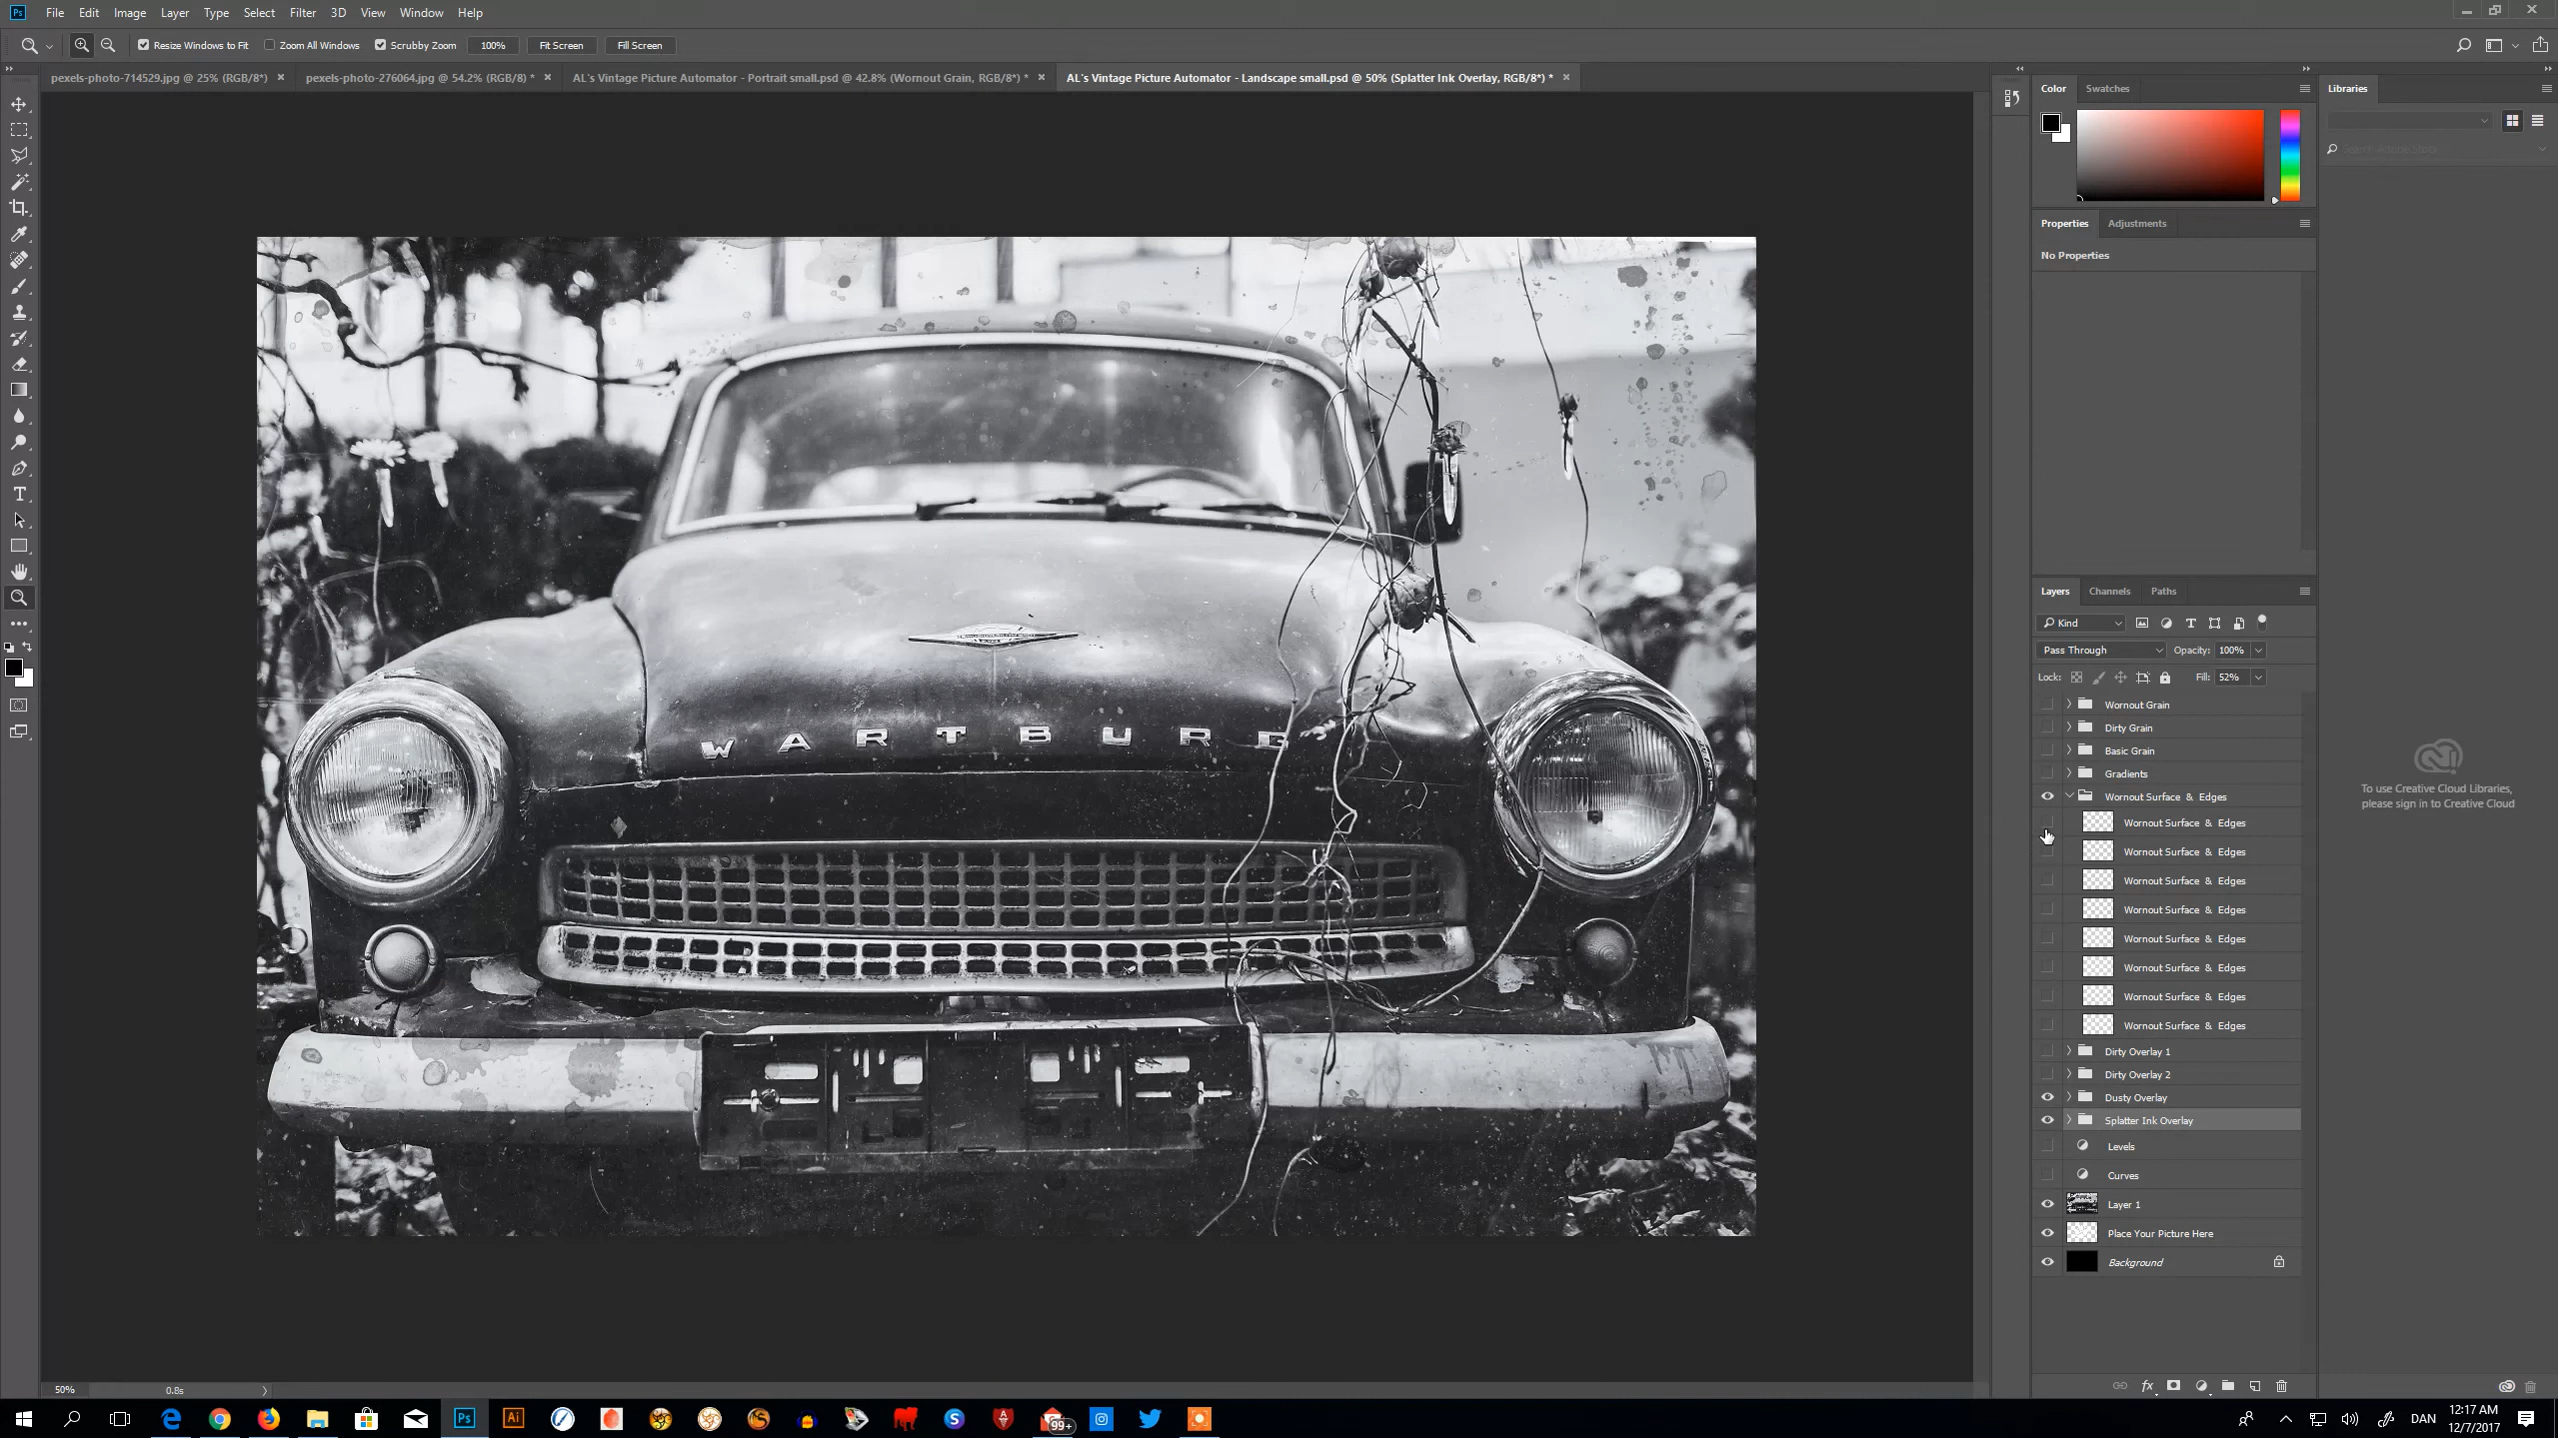 Ps File Edit Image Layer Type Select Filter 3D View Window Help
Resize Windows to Fit Zoom All Windows Scrubby Zoom 100% Fit Screen Fill Screen
pexels-photo-714529.jpg @ 25% (RGB/8*) pexels-photo-276064.jpg @ 54.2% (RGB/8) * AL's Vintage Picture Automator - Portrait small.psd @ 42.8% (Wornout Grain, RGB/8*) * AL's Vintage Picture Automator - Landscape small.psd @ 50% (Splatter Ink Overlay, RGB/8*) *
Color Swatches
Libraries
Search Adobe Stock
Properties Adjustments
No Properties
WARTBURG
Layers Channels Paths
Kind
Pass Through Opacity: 100%
Lock: Fill: 52%
Wornout Grain
Dirty Grain
Basic Grain
Gradients
Wornout Surface & Edges
Wornout Surface & Edges
Wornout Surface & Edges
Wornout Surface & Edges
Wornout Surface & Edges
Wornout Surface & Edges
Wornout Surface & Edges
Wornout Surface & Edges
Wornout Surface & Edges
Dirty Overlay 1
Dirty Overlay 2
Dusty Overlay
Splatter Ink Overlay
Levels
Curves
Layer 1
Place Your Picture Here
Background
To use Creative Cloud Libraries,
please sign in to Creative Cloud
fx
50% 0.8s
Ps Ai 99+ DAN
12:17 AM
12/7/2017